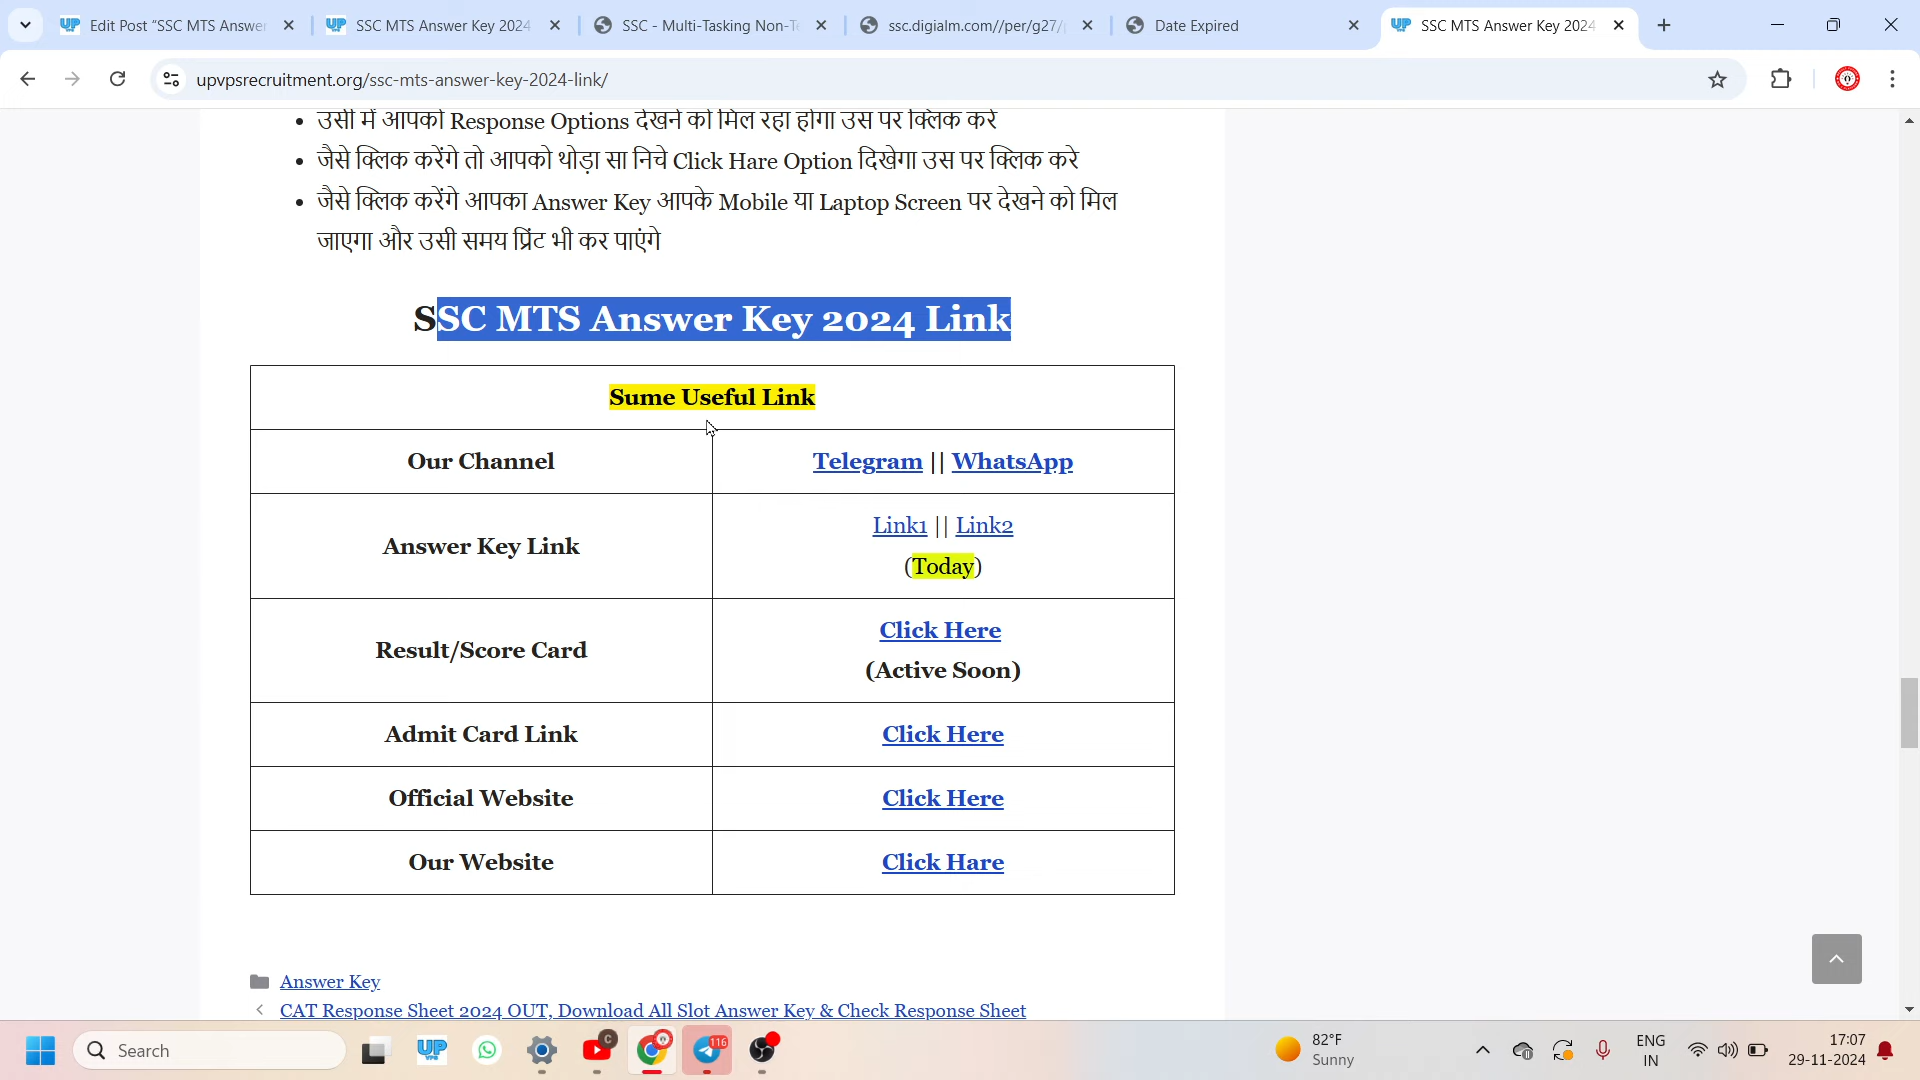 Edit Post “SSC MTS Answer
SSC MTS Answer Key 2024
SSC - Multi-Tasking Non-Te
ssc.digialm.com//per/g27/p
Date Expired
SSC MTS Answer Key 2024
upvpsrecruitment.org/ssc-mts-answer-key-2024-link/
• उसी में आपको Response Options देखने को मिल रहा होगा उस पर क्लिक करे
• जैसे क्लिक करेंगे तो आपको थोड़ा सा निचे Click Hare Option दिखेगा उस पर क्लिक करे
• जैसे क्लिक करेंगे आपका Answer Key आपके Mobile या Laptop Screen पर देखने को मिल
जाएगा और उसी समय प्रिंट भी कर पाएंगे
SSC MTS Answer Key 2024 Link
Sume Useful Link
Our Channel
Telegram || WhatsApp
Answer Key Link
Link1 || Link2
(Today)
Result/Score Card
Click Here
(Active Soon)
Admit Card Link
Click Here
Official Website
Click Here
Our Website
Click Hare
Answer Key
CAT Response Sheet 2024 OUT, Download All Slot Answer Key & Check Response Sheet
Search
UP
C
116
82°F
Sunny
ENG
IN
17:07
29-11-2024